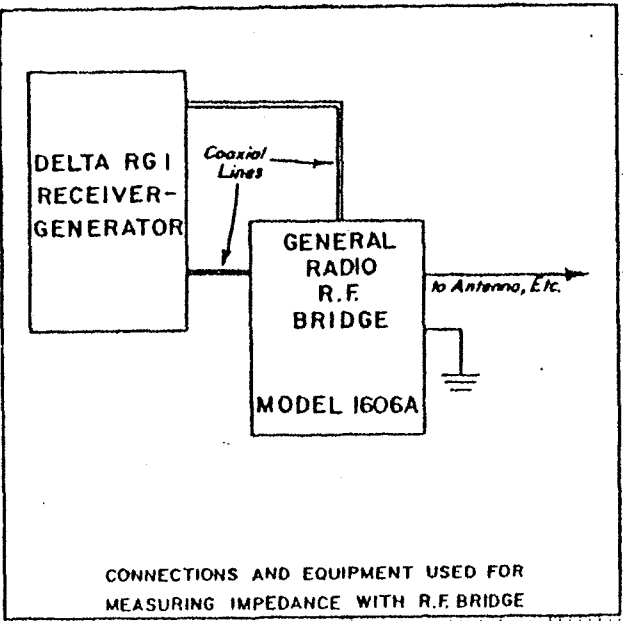 DELTA RG1
RECEIVER-
GENERATOR
Coaxial
Lines
GENERAL
RADIO
R.F.
BRIDGE
MODEL 1606A
to Antenna, Etc.
CONNECTIONS AND EQUIPMENT USED FOR
MEASURING IMPEDANCE WITH R.F. BRIDGE